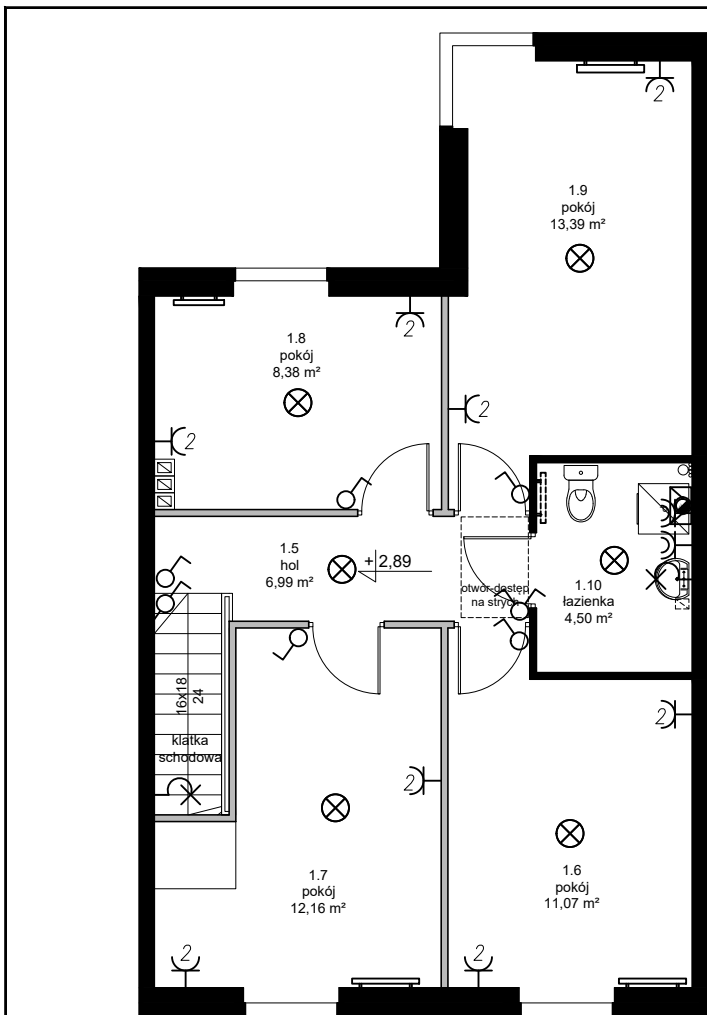 2
1.9
pokój
13,39 m²
2
1.8
pokój
8,38 m²
2
2
1.5
hol
6,99 m²
+2,89
otwór-dostęp
na strych
1.10
łazienka
4,50 m²
16x18
24
klatka
schodowa
2
2
1.7
pokój
12,16 m²
1.6
pokój
11,07 m²
2
2